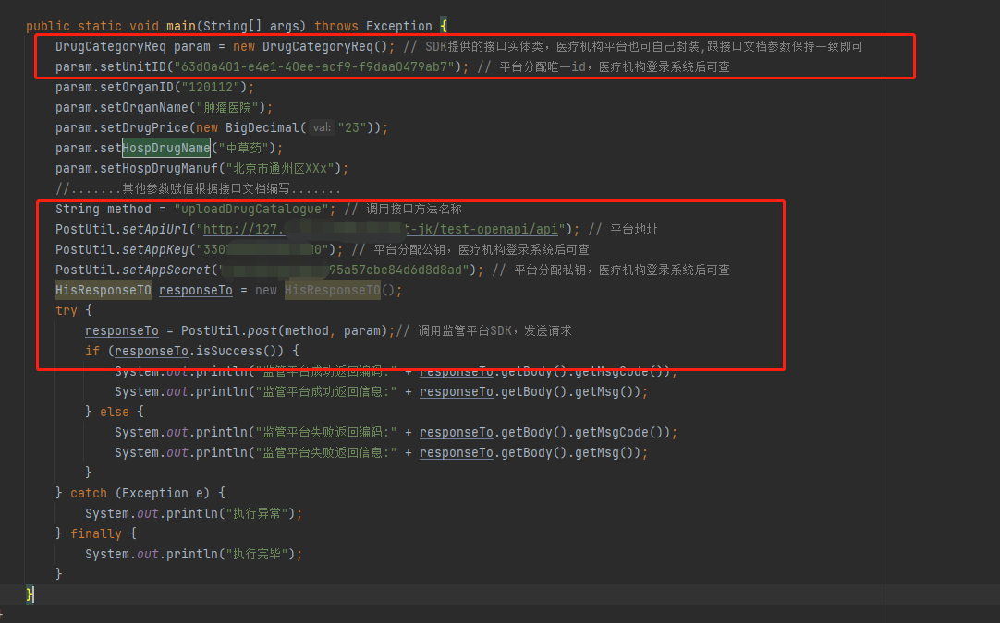 public static void main(String[] args) throws Exception {
DrugCategoryReq param = new DrugCategoryReq(); // SDK提供的接口实体类，医疗机构平台也可自己封装,跟接口文档参数保持一致即可
param.setUnitID("63d0a401-e4e1-40ee-acf9-f9daa0479ab7"); // 平台分配唯一id，医疗机构登录系统后可查
param.setOrganID("120112");
param.setOrganName("肿瘤医院");
param.setDrugPrice(new BigDecimal( val: "23"));
param.setHospDrugName("中草药");
param.setHospDrugManuf("北京市通州区XXx");
//.......其他参数赋值根据接口文档编写.......
String method = "uploadDrugCatalogue"; // 调用接口方法名称
PostUtil.setApiUrl("http://127. t-jk/test-openapi/api"); // 平台地址
PostUtil.setAppKey("330 0"); // 平台分配公钥，医疗机构登录系统后可查
PostUtil.setAppSecret(" 95a57ebe84d6d8d8ad"); // 平台分配私钥，医疗机构登录系统后可查
HisResponseTO responseTo = new HisResponseTO();
try {
responseTo = PostUtil.post(method, param);// 调用监管平台SDK，发送请求
if (responseTo.isSuccess()) {
System.out.println("监管平台成功返回编码:" + responseTo.getBody().getMsgCode());
System.out.println("监管平台成功返回信息:" + responseTo.getBody().getMsg());
} else {
System.out.println("监管平台失败返回编码:" + responseTo.getBody().getMsgCode());
System.out.println("监管平台失败返回信息:" + responseTo.getBody().getMsg());
}
} catch (Exception e) {
System.out.println("执行异常");
} finally {
System.out.println("执行完毕");
}
}